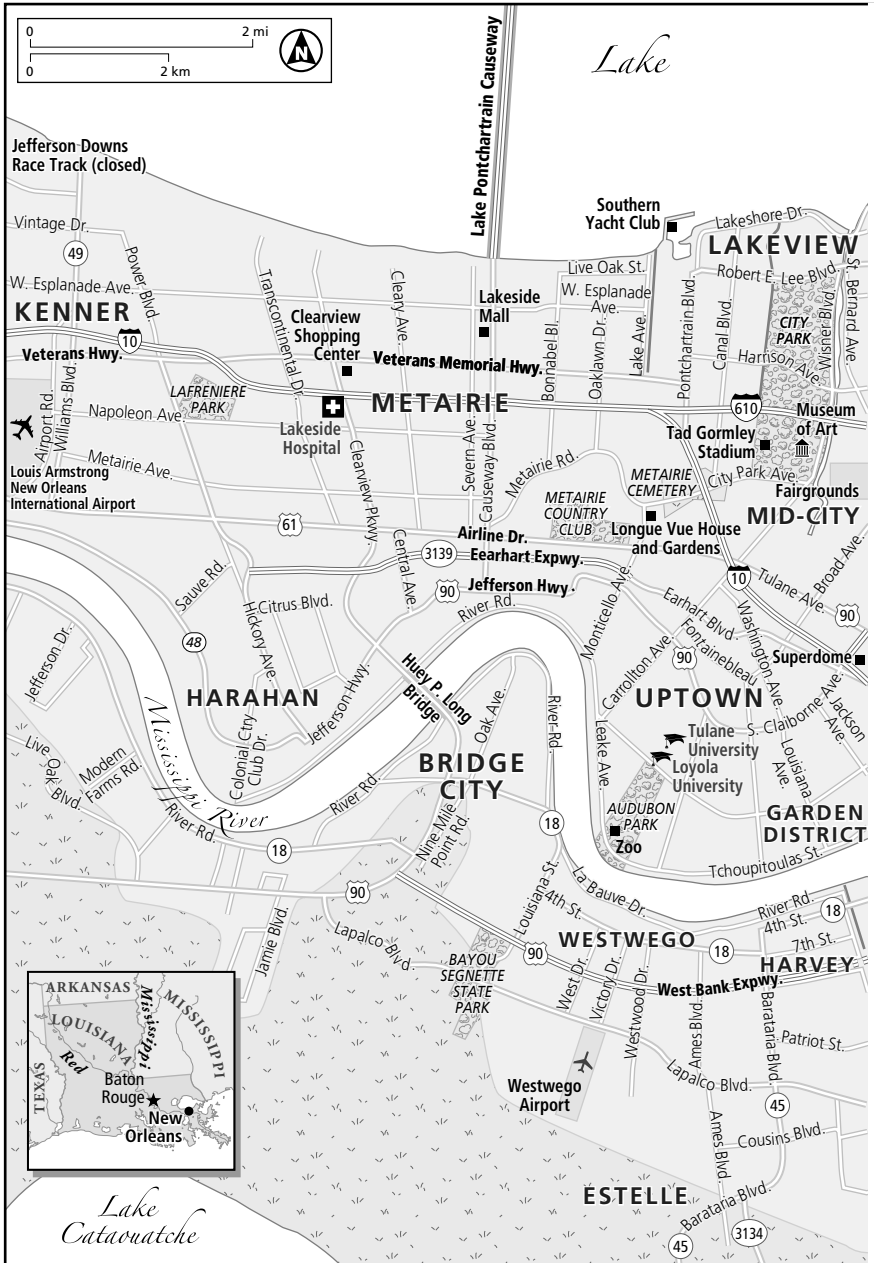 0 2 mi
0 2 km
N
Lake
Jefferson Downs
Race Track (closed)
Lake Pontchartrain Causeway
Southern
Yacht Club
Lakeshore Dr.
LAKEVIEW
Vintage Dr.
49
Power Blvd.
Transcontinental Dr.
Cleary Ave.
Live Oak St.
Robert E. Lee Blvd.
St. Bernard Ave.
W. Esplanade Ave.
W. Esplanade
Ave.
KENNER
Clearview
Shopping
Center
Lakeside
Mall
Bonnabel Bl.
Oaklawn Dr.
Lake Ave.
Pontchartrain Blvd.
Canal Blvd.
CITY
PARK
Wisner Blvd.
10
Veterans Hwy.
Veterans Memorial Hwy.
Harrison Ave.
Williams Blvd.
Airport Rd.
LAFRENIERE
PARK
METAIRIE
610
Museum
of Art
Napoleon Ave.
Lakeside
Hospital
Tad Gormley
Stadium
Clearview Pkwy.
Severn Ave.
Causeway Blvd.
Metairie Rd.
Metairie Ave.
METAIRIE
CEMETERY
City Park Ave.
Louis Armstrong
New Orleans
International Airport
METAIRIE
COUNTRY
CLUB
Fairgrounds
MID-CITY
61
Airline Dr.
Longue Vue House
and Gardens
3139
Eearhart Expwy.
Central Ave.
10
Tulane Ave.
Broad Ave.
Sauve Rd.
Hickory Ave.
Citrus Blvd.
90
Jefferson Hwy.
River Rd.
Monticello Ave.
Earhart Blvd.
90
48
Fontainebleau
Washington Ave.
Jefferson Dr.
Carrollton Ave.
90
Superdome
HARAHAN
Huey P. Long
Bridge
Jefferson Hwy.
Oak Ave.
River Rd.
UPTOWN
S. Claiborne Ave.
Jackson
Ave.
Mississippi River
Colonial Ctry
Club Dr.
Leake Ave.
Tulane
University
Loyola
University
Louisiana
Ave.
Live Oak
Blvd.
Modern
Farms Rd.
River Rd.
BRIDGE
CITY
AUDUBON
PARK
GARDEN
DISTRICT
River Rd.
18
Nine Mile
Point Rd.
18
Zoo
Tchoupitoulas St.
90
La Bauve Dr.
Louisiana St.
4th St.
River Rd.
4th St.
18
Jamie Blvd.
Lapalco Blvd.
WESTWEGO
18
7th St.
90
HARVEY
BAYOU
SEGNETTE
STATE
PARK
West Dr.
Victory Dr.
Westwood Dr.
West Bank Expwy.
Ames Blvd.
Barataria Blvd.
Patriot St.
ARKANSAS
Mississippi
MISSISSIPPI
LOUISIANA
Red
TEXAS
Baton
Rouge
New
Orleans
Westwego
Airport
Lapalco Blvd.
45
Ames Blvd.
Cousins Blvd.
ESTELLE
Barataria Blvd.
45
3134
Lake
Cataouatche